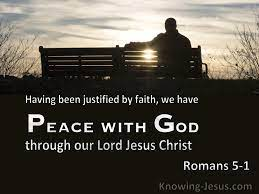 Having been justified by faith, we have
PEACE WITH GOD
through our Lord Jesus Christ
Romans 5-1
Knowing-Jesus.com